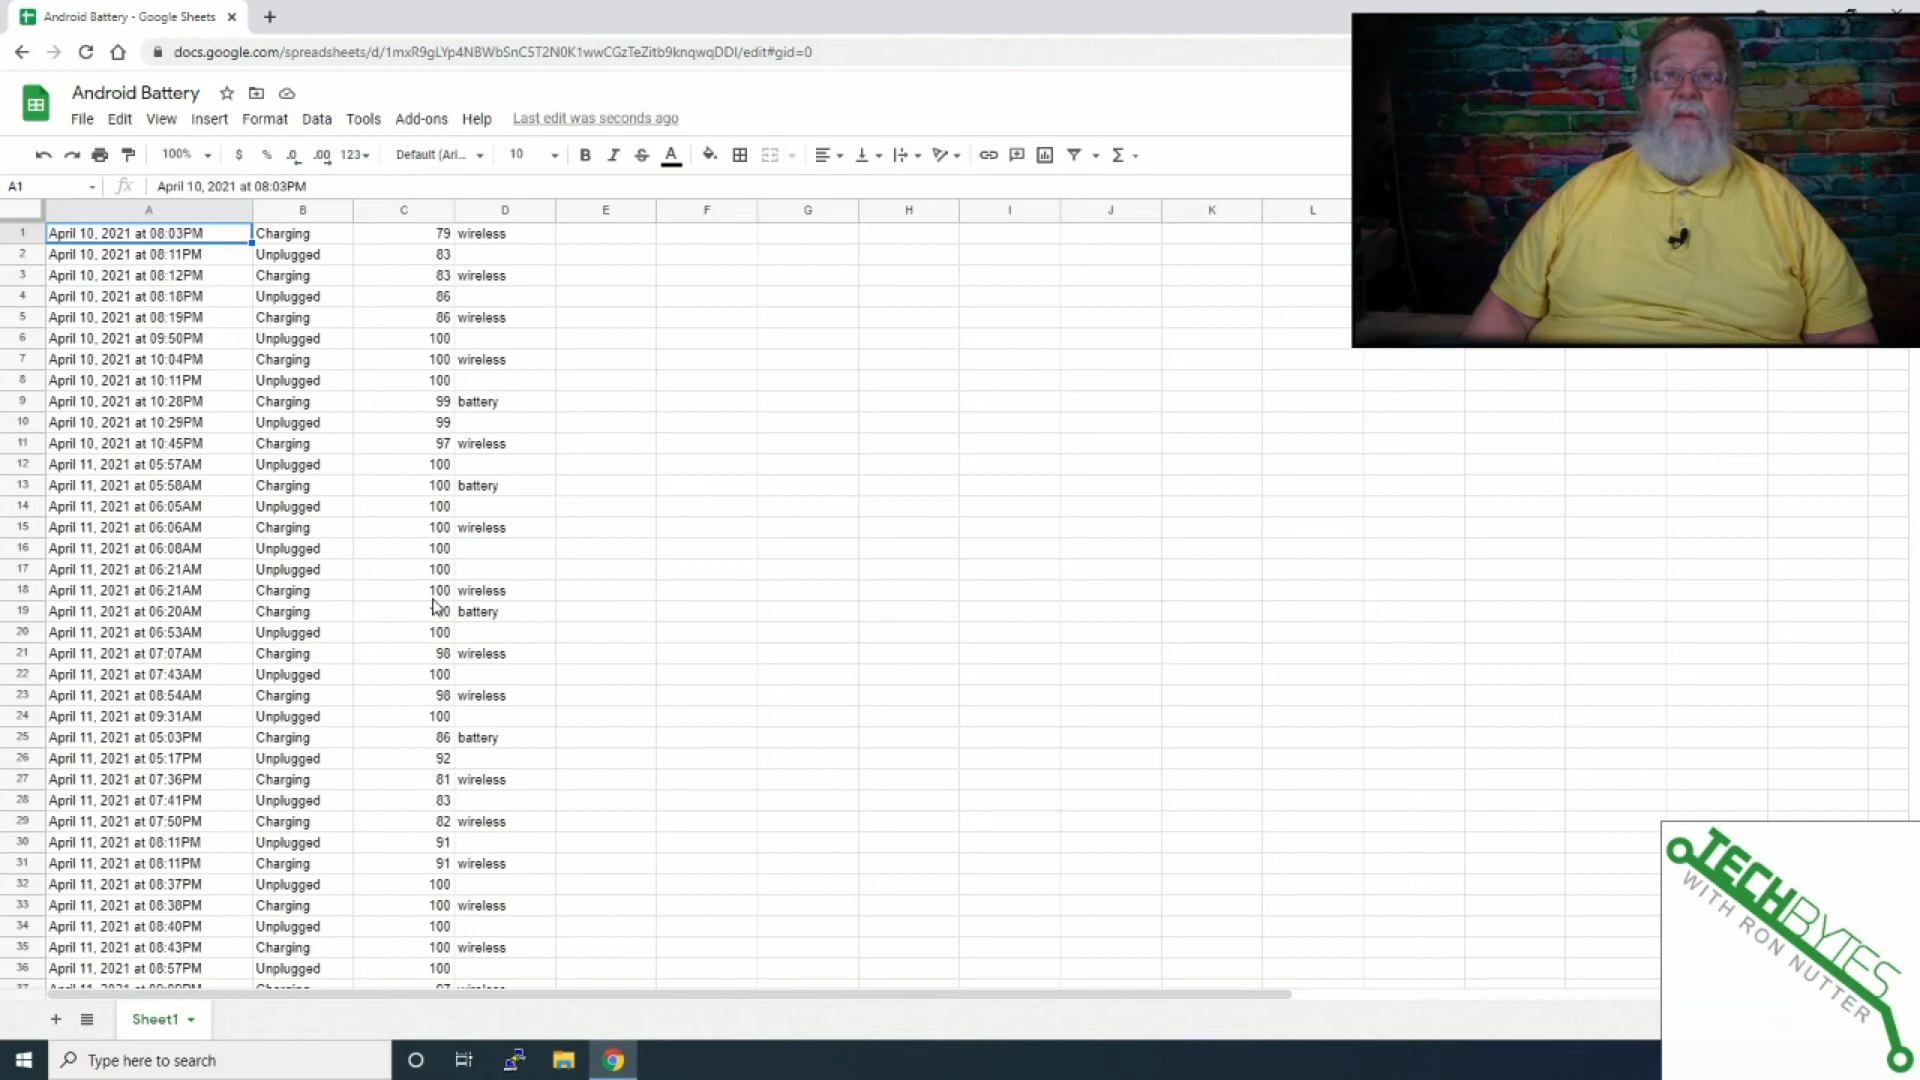 Android Battery - Google Sheets
docs.google.com/spreadsheets/d/1mxR9gLYp4NBWbSnC5T2N0K1wwCGzTeZitb9knqwqDDI/edit#gid=0
Android Battery
File Edit View Insert Format Data Tools Add-ons Help Last edit was seconds ago
100% $ % .0 .00 123 Default (Ari... 10 B I S A
A1 fx April 10, 2021 at 08:03PM
A B C D E F G H I J K L
1 April 10, 2021 at 08:03PM Charging 79 wireless
2 April 10, 2021 at 08:11PM Unplugged 83
3 April 10, 2021 at 08:12PM Charging 83 wireless
4 April 10, 2021 at 08:18PM Unplugged 86
5 April 10, 2021 at 08:19PM Charging 86 wireless
6 April 10, 2021 at 09:50PM Unplugged 100
7 April 10, 2021 at 10:04PM Charging 100 wireless
8 April 10, 2021 at 10:11PM Unplugged 100
9 April 10, 2021 at 10:28PM Charging 99 battery
10 April 10, 2021 at 10:29PM Unplugged 99
11 April 10, 2021 at 10:45PM Charging 97 wireless
12 April 11, 2021 at 05:57AM Unplugged 100
13 April 11, 2021 at 05:58AM Charging 100 battery
14 April 11, 2021 at 06:05AM Unplugged 100
15 April 11, 2021 at 06:06AM Charging 100 wireless
16 April 11, 2021 at 06:08AM Unplugged 100
17 April 11, 2021 at 06:21AM Unplugged 100
18 April 11, 2021 at 06:21AM Charging 100 wireless
19 April 11, 2021 at 06:20AM Charging battery
20 April 11, 2021 at 06:53AM Unplugged 100
21 April 11, 2021 at 07:07AM Charging 98 wireless
22 April 11, 2021 at 07:43AM Unplugged 100
23 April 11, 2021 at 08:54AM Charging 98 wireless
24 April 11, 2021 at 09:31AM Unplugged 100
25 April 11, 2021 at 05:03PM Charging 86 battery
26 April 11, 2021 at 05:17PM Unplugged 92
27 April 11, 2021 at 07:36PM Charging 81 wireless
28 April 11, 2021 at 07:41PM Unplugged 83
29 April 11, 2021 at 07:50PM Charging 82 wireless
30 April 11, 2021 at 08:11PM Unplugged 91
31 April 11, 2021 at 08:11PM Charging 91 wireless
32 April 11, 2021 at 08:37PM Unplugged 100
33 April 11, 2021 at 08:38PM Charging 100 wireless
34 April 11, 2021 at 08:40PM Unplugged 100
35 April 11, 2021 at 08:43PM Charging 100 wireless
36 April 11, 2021 at 08:57PM Unplugged 100
Sheet1
Type here to search
TECHBYTES
WITH RON NUTTER